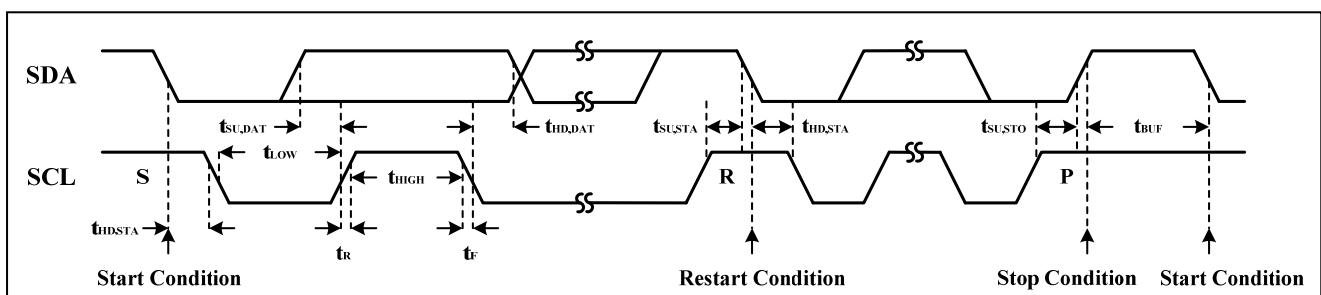 SDA
tSU,DAT
tHD,DAT
tSU,STA
tHD,STA
tSU,STO
tBUF
tLOW
SCL
S
tHIGH
R
P
tHD,STA
tR
tF
Start Condition
Restart Condition
Stop Condition
Start Condition